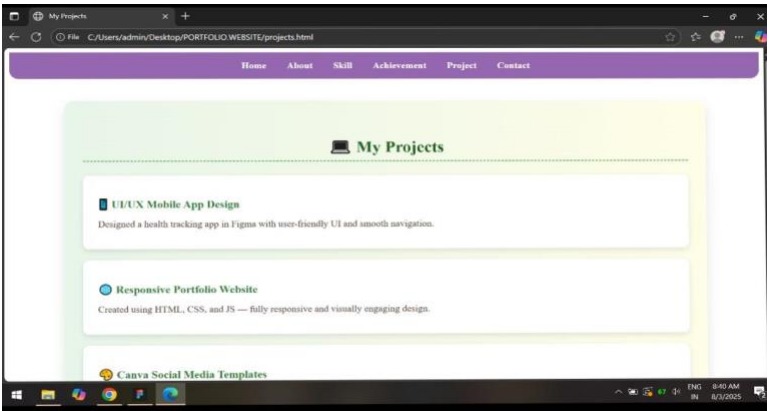 My Projects
File C:/Users/admin/Desktop/PORTFOLIO.WEBSITE/projects.html
Home About Skill Achievement Project Contact
My Projects
UI/UX Mobile App Design
Designed a health tracking app in Figma with user-friendly UI and smooth navigation.
Responsive Portfolio Website
Created using HTML, CSS, and JS — fully responsive and visually engaging design.
Canva Social Media Templates
ENG 8:40 AM
IN 8/3/2025